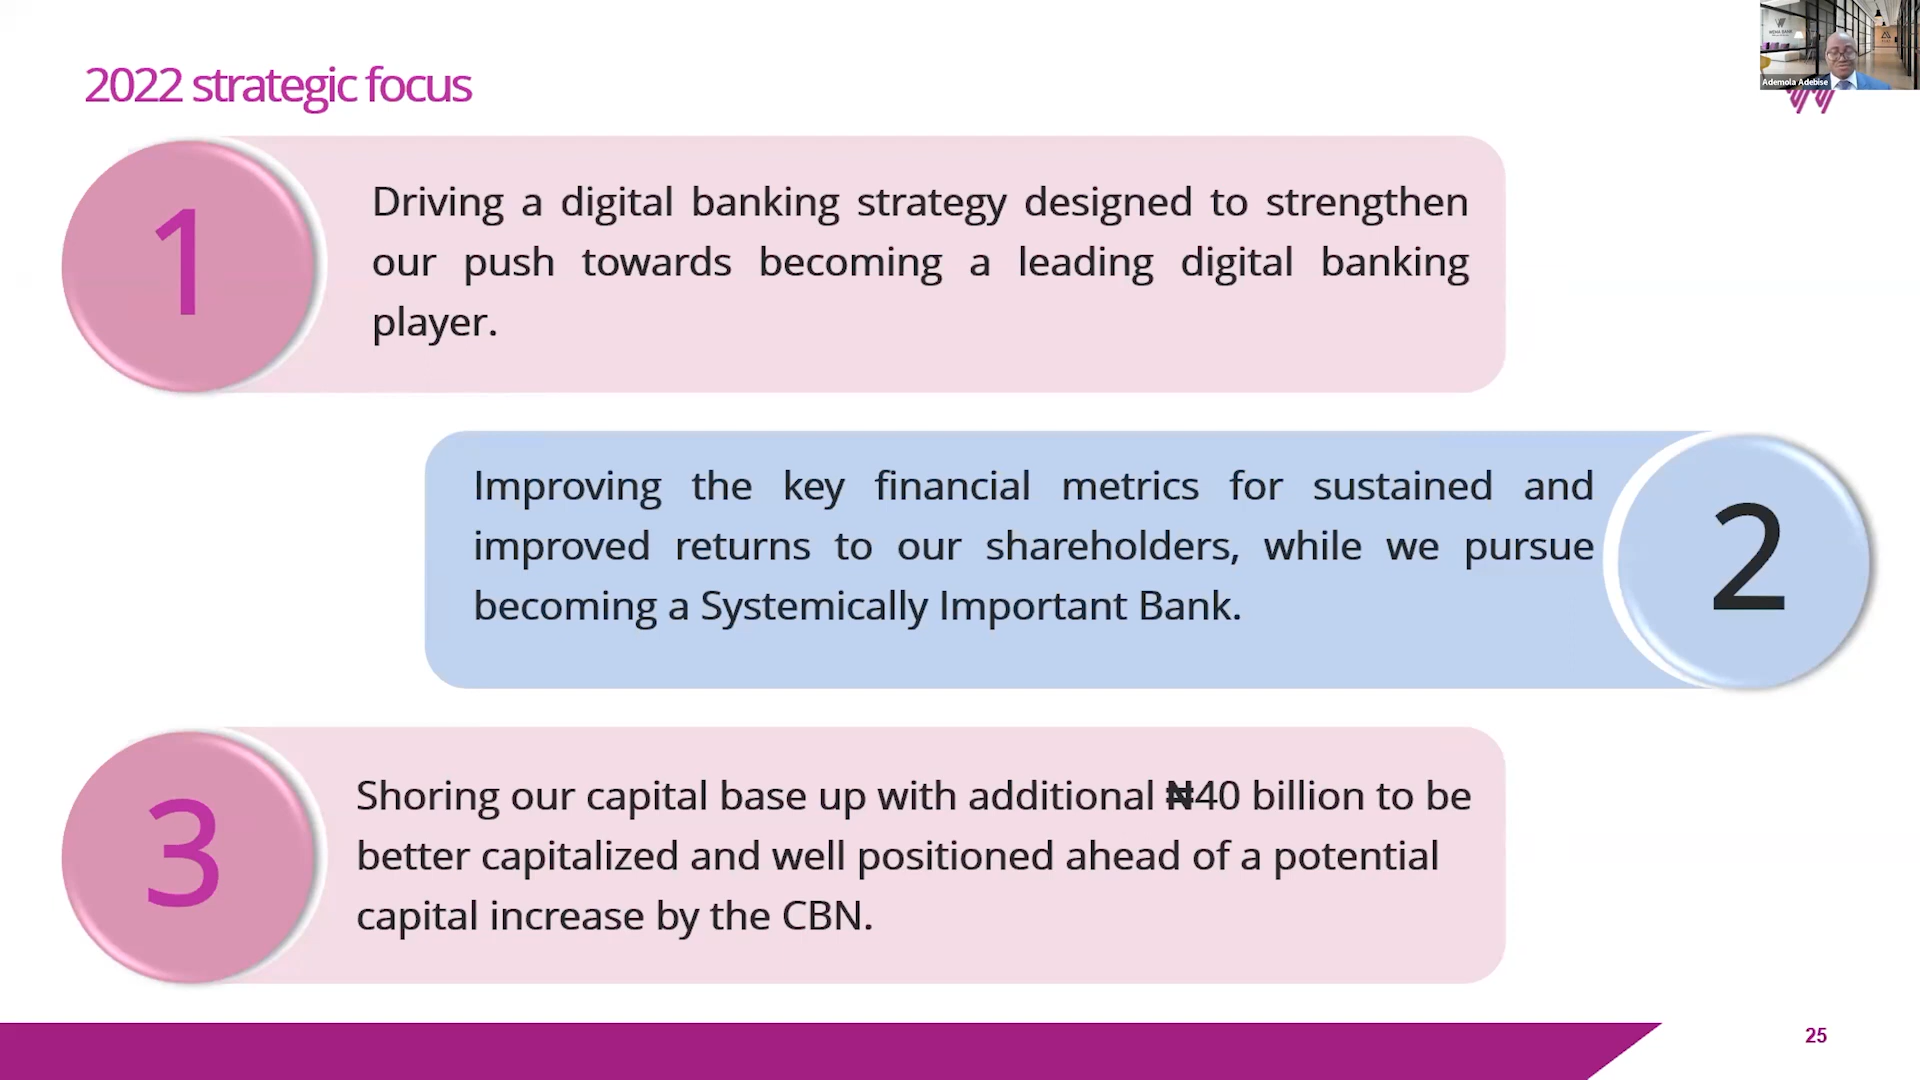 2022 strategic focus
1
Driving a digital banking strategy designed to strengthen
our push towards becoming a leading digital banking
player.
Improving the key financial metrics for sustained and
improved returns to our shareholders, while we pursue
becoming a Systemically Important Bank.
2
3
Shoring our capital base up with additional ₦40 billion to be
better capitalized and well positioned ahead of a potential
capital increase by the CBN.
25
Ademola Adebise
WEMA BANK